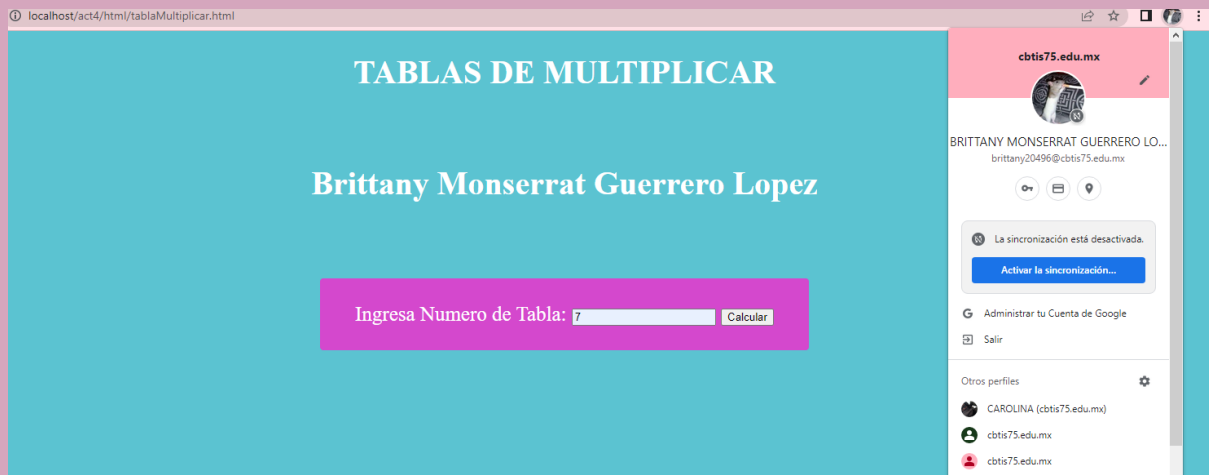 localhost/act4/html/tablaMultiplicar.html
TABLAS DE MULTIPLICAR
Brittany Monserrat Guerrero Lopez
Ingresa Numero de Tabla: 7 Calcular
cbtis75.edu.mx
BRITTANY MONSERRAT GUERRERO LO...
brittany20496@cbtis75.edu.mx
La sincronización está desactivada.
Activar la sincronización...
Administrar tu Cuenta de Google
Salir
Otros perfiles
CAROLINA (cbtis75.edu.mx)
cbtis75.edu.mx
cbtis75.edu.mx